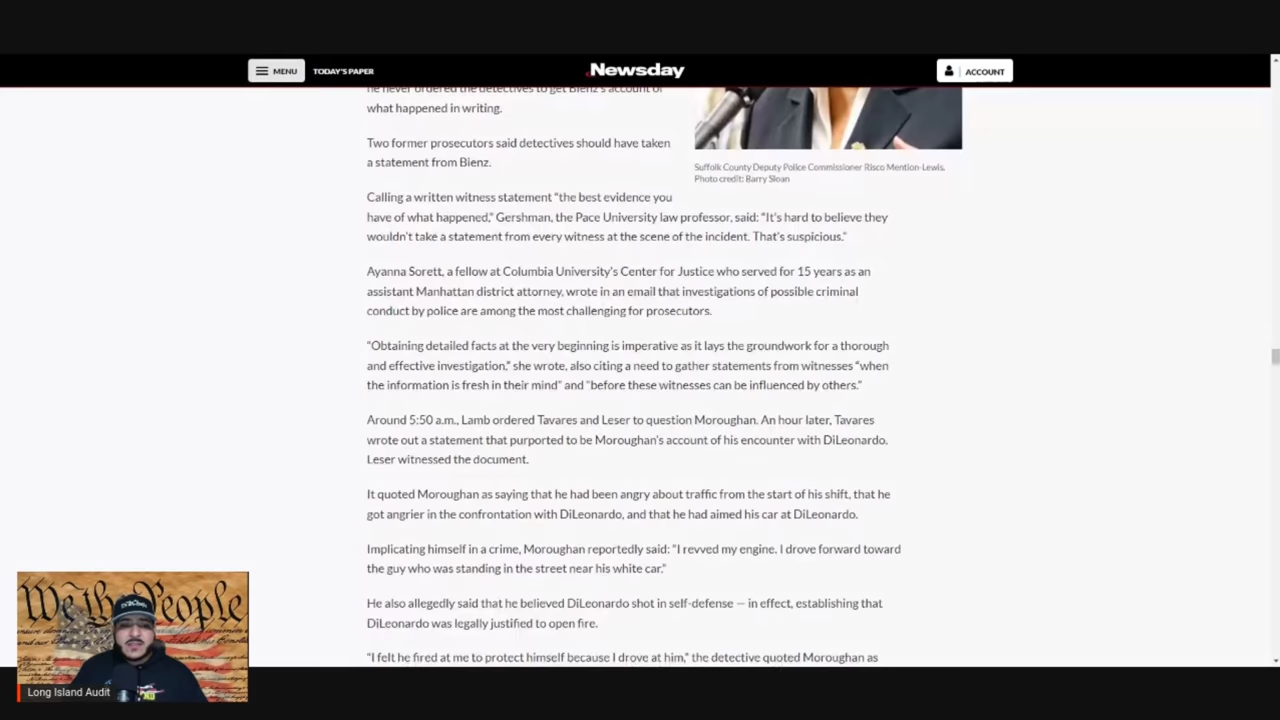 MENU
TODAY'S PAPER
Newsday
ACCOUNT
he never ordered the detectives to get Bienz's account of
what happened in writing.
Two former prosecutors said detectives should have taken
a statement from Bienz.
Suffolk County Deputy Police Commissioner Risco Mention-Lewis.
Photo credit: Barry Sloan
Calling a written witness statement “the best evidence you
have of what happened,” Gershman, the Pace University law professor, said: “It's hard to believe they
wouldn't take a statement from every witness at the scene of the incident. That's suspicious.”
Ayanna Sorett, a fellow at Columbia University's Center for Justice who served for 15 years as an
assistant Manhattan district attorney, wrote in an email that investigations of possible criminal
conduct by police are among the most challenging for prosecutors.
“Obtaining detailed facts at the very beginning is imperative as it lays the groundwork for a thorough
and effective investigation,” she wrote, also citing a need to gather statements from witnesses “when
the information is fresh in their mind” and “before these witnesses can be influenced by others.”
Around 5:50 a.m., Lamb ordered Tavares and Leser to question Moroughan. An hour later, Tavares
wrote out a statement that purported to be Moroughan's account of his encounter with DiLeonardo.
Leser witnessed the document.
It quoted Moroughan as saying that he had been angry about traffic from the start of his shift, that he
got angrier in the confrontation with DiLeonardo, and that he had aimed his car at DiLeonardo.
Implicating himself in a crime, Moroughan reportedly said: “I revved my engine. I drove forward toward
the guy who was standing in the street near his white car.”
He also allegedly said that he believed DiLeonardo shot in self-defense — in effect, establishing that
DiLeonardo was legally justified to open fire.
“I felt he fired at me to protect himself because I drove at him,” the detective quoted Moroughan as
We the People
Long Island Audit